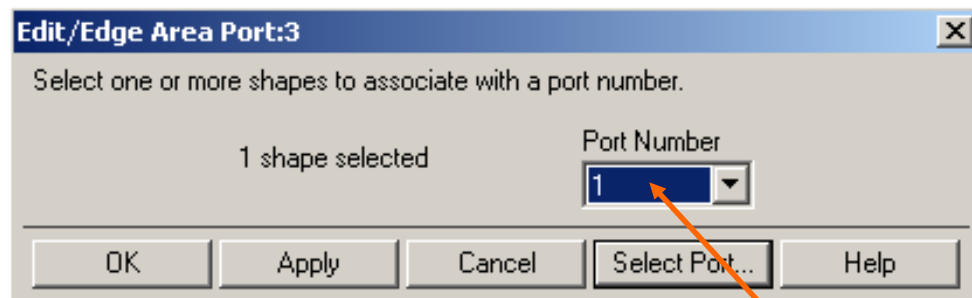 Edit/Edge Area Port:3
Select one or more shapes to associate with a port number.
Port Number
1 shape selected
1
OK Apply Cancel Select Port... Help